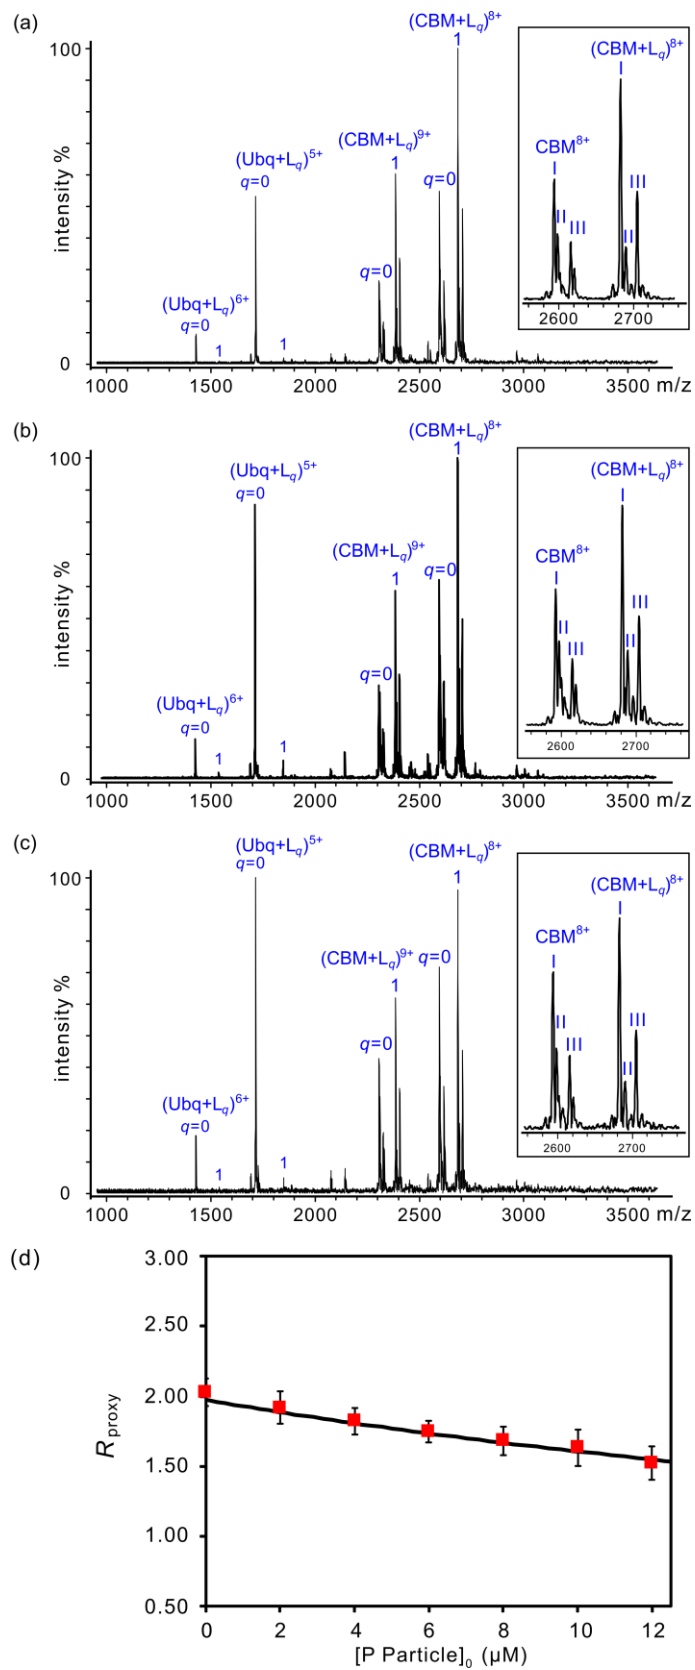 (a)
(CBM+Lq)8+
1
100
(CBM+Lq)9+
1
(Ubq+Lq)5+
q=0
q=0
q=0
(Ubq+Lq)6+
q=0
1
1
0
intensity %
1000 1500 2000 2500 3000 3500 m/z
(CBM+Lq)8+
I
CBM8+
I
II
III
II
III
2600 2700
(b)
(CBM+Lq)8+
1
100
(Ubq+Lq)5+
q=0
(CBM+Lq)9+
1
q=0
q=0
(Ubq+Lq)6+
q=0
1
1
0
intensity %
1000 1500 2000 2500 3000 3500 m/z
(CBM+Lq)8+
I
CBM8+
I
II
III
II
III
2600 2700
(c)
(Ubq+Lq)5+
q=0
(CBM+Lq)8+
1
100
(CBM+Lq)9+
1
q=0
q=0
(Ubq+Lq)6+
q=0
1
1
0
intensity %
1000 1500 2000 2500 3000 3500 m/z
(CBM+Lq)8+
I
CBM8+
I
II
III
II
III
2600 2700
(d)
3.00
2.50
2.00
1.50
1.00
0.50
Rproxy
0 2 4 6 8 10 12
[P Particle]0 (µM)